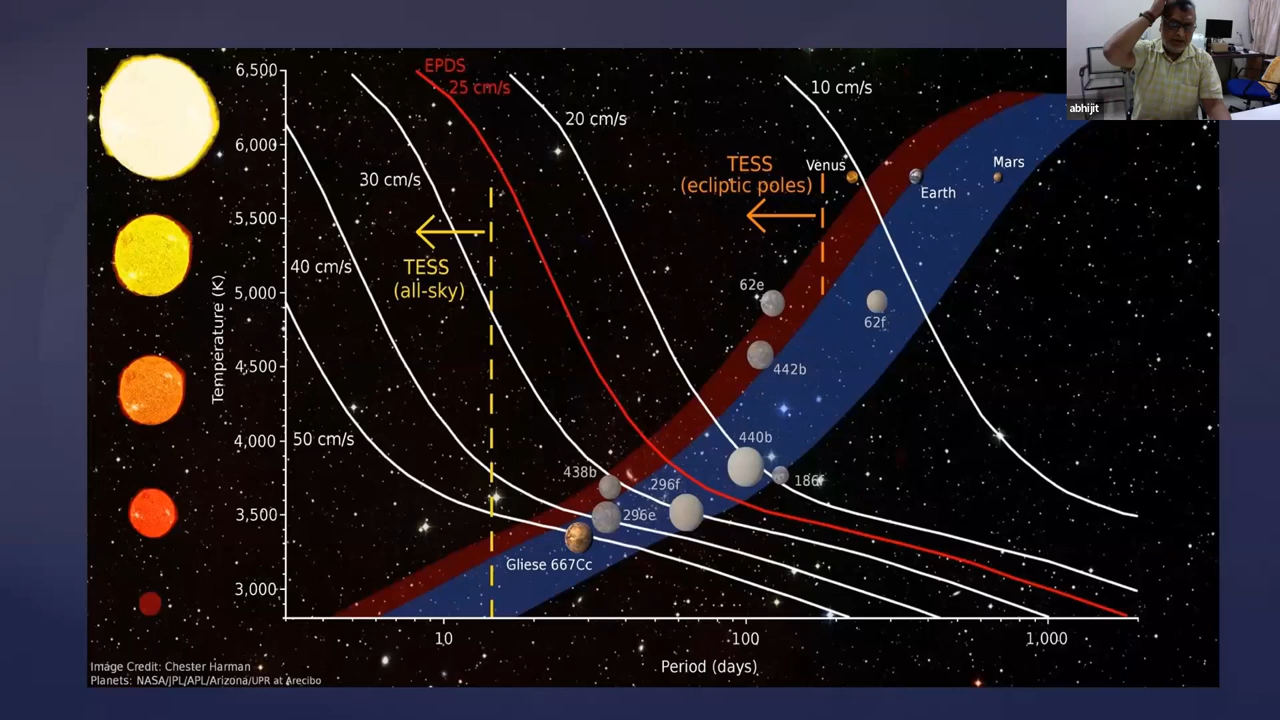 abhijit
EPDS
25 cm/s
6,500
10 cm/s
20 cm/s
6,000
TESS
(ecliptic poles)
Venus
Mars
Earth
30 cm/s
5,500
TESS
(all-sky)
40 cm/s
5,000
62e
62f
Temperature (K)
4,500
442b
50 cm/s
4,000
440b
438b
296f
186f
3,500
296e
Gliese 667Cc
3,000
10
100
1,000
Period (days)
Image Credit: Chester Harman
Planets: NASA/JPL/APL/Arizona/UPR at Arecibo